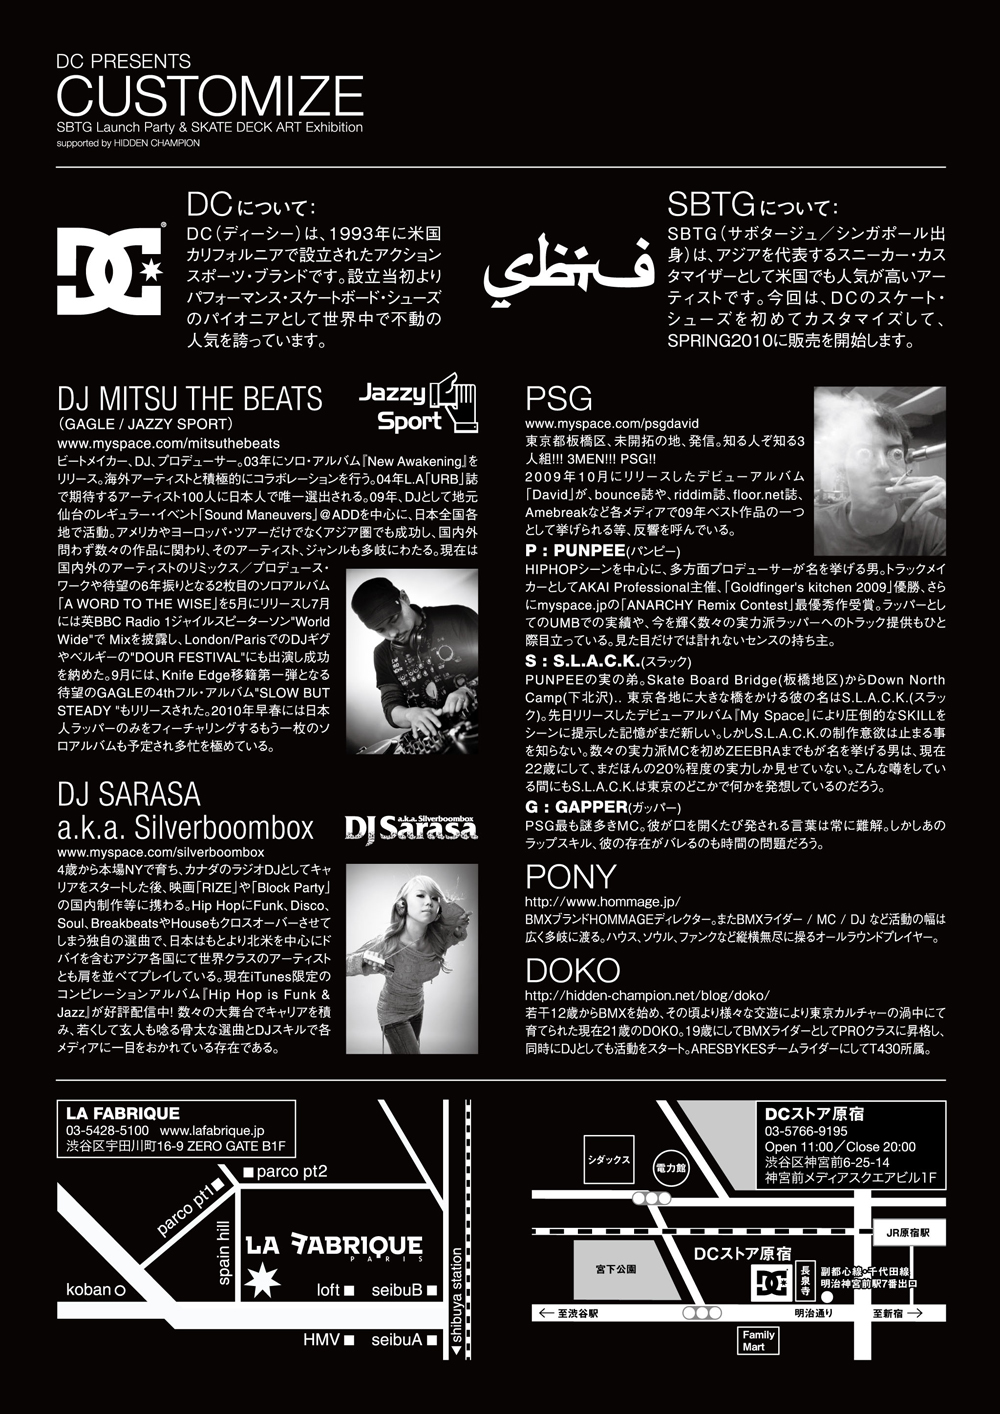 DC PRESENTS
CUSTOMIZE
SBTG Launch Party & SKATE DECK ART Exhibition
supported by HIDDEN CHAMPION
DCについて：
DC（ディーシー）は、1993年に米国
カリフォルニアで設立されたアクション
スポーツ・ブランドです。設立当初より
パフォーマンス・スケートボード・シューズ
のパイオニアとして世界中で不動の
人気を誇っています。
SBTGについて：
SBTG（サボタージュ／シンガポール出
身）は、アジアを代表するスニーカー・カス
タマイザーとして米国でも人気が高いアー
ティストです。今回は、DCのスケート・
シューズを初めてカスタマイズして、
SPRING2010に販売を開始します。
DJ MITSU THE BEATS
（GAGLE / JAZZY SPORT）
Jazzy
Sport
www.myspace.com/mitsuthebeats
ビートメイカー、DJ、プロデューサー。03年にソロ・アルバム『New Awakening』を
リリース。海外アーティストと積極的にコラボレーションを行う。04年L.A「URB」誌
で期待するアーティスト100人に日本人で唯一選出される。09年、DJとして地元
仙台のレギュラー・イベント「Sound Maneuvers」@ADDを中心に、日本全国各
地で活動。アメリカやヨーロッパ・ツアーだけでなくアジア圏でも成功し、国内外
問わず数々の作品に関わり、そのアーティスト、ジャンルも多岐にわたる。現在は
国内外のアーティストのリミックス／プロデュース・
ワークや待望の6年振りとなる2枚目のソロアルバム
「A WORD TO THE WISE」を5月にリリースし7月
には英BBC Radio 1ジャイルスピーターソン"World
Wide"で Mixを披露し、London/ParisでのDJギグ
やベルギーの"DOUR FESTIVAL"にも出演し成功
を納めた。9月には、Knife Edge移籍第一弾となる
待望のGAGLEの4thフル・アルバム"SLOW BUT
STEADY "もリリースされた。2010年早春には日本
人ラッパーのみをフィーチャリングするもう一枚のソ
ロアルバムも予定され多忙を極めている。
DJ SARASA
a.k.a. Silverboombox
a.k.a. Silverboombox
DJ Sarasa
www.myspace.com/silverboombox
4歳から本場NYで育ち、カナダのラジオDJとしてキャ
リアをスタートした後、映画「RIZE」や「Block Party」
の国内制作等に携わる。Hip HopにFunk、Disco、
Soul、BreakbeatsやHouseもクロスオーバーさせて
しまう独自の選曲で、日本はもとより北米を中心にド
バイを含むアジア各国にて世界クラスのアーティスト
とも肩を並べてプレイしている。現在iTunes限定の
コンピレーションアルバム『Hip Hop is Funk &
Jazz』が好評配信中! 数々の大舞台でキャリアを積
み、若くして玄人も唸る骨太な選曲とDJスキルで各
メディアに一目をおかれている存在である。
PSG
www.myspace.com/psgdavid
東京都板橋区、未開拓の地、発信。知る人ぞ知る3
人組!!! 3MEN!!! PSG!!
2009年10月にリリースしたデビューアルバム
「David」が、bounce誌や、riddim誌、floor.net誌、
Amebreakなど各メディアで09年ベスト作品の一つ
として挙げられる等、反響を呼んでいる。
P : PUNPEE(パンピー)
HIPHOPシーンを中心に、多方面プロデューサーが名を挙げる男。トラックメイ
カーとしてAKAI Professional主催、「Goldfinger's kitchen 2009」優勝、さら
にmyspace.jpの「ANARCHY Remix Contest」最優秀作受賞。ラッパーとし
てのUMBでの実績や、今を輝く数々の実力派ラッパーへのトラック提供もひと
際目立っている。見た目だけでは計れないセンスの持ち主。
S : S.L.A.C.K.(スラック)
PUNPEEの実の弟。Skate Board Bridge(板橋地区)からDown North
Camp(下北沢).. 東京各地に大きな橋をかける彼の名はS.L.A.C.K.(スラッ
ク)。先日リリースしたデビューアルバム『My Space』により圧倒的なSKILLを
シーンに提示した記憶がまだ新しい。しかしS.L.A.C.K.の制作意欲は止まる事
を知らない。数々の実力派MCを初めZEEBRAまでもが名を挙げる男は、現在
22歳にして、まだほんの20%程度の実力しか見せていない。こんな噂をしてい
る間にもS.L.A.C.K.は東京のどこかで何かを発想しているのだろう。
G : GAPPER(ガッパー)
PSG最も謎多きMC。彼が口を開くたび発される言葉は常に難解。しかしあの
ラップスキル、彼の存在がバレるのも時間の問題だろう。
PONY
http://www.hommage.jp/
BMXブランドHOMMAGEディレクター。またBMXライダー / MC / DJ など活動の幅は
広く多岐に渡る。ハウス、ソウル、ファンクなど縦横無尽に操るオールラウンドプレイヤー。
DOKO
http://hidden-champion.net/blog/doko/
若干12歳からBMXを始め、その頃より様々な交遊により東京カルチャーの渦中にて
育てられた現在21歳のDOKO。19歳にしてBMXライダーとしてPROクラスに昇格し、
同時にDJとしても活動をスタート。ARESBYKESチームライダーにしてT430所属。
LA FABRIQUE
03-5428-5100 www.lafabrique.jp
渋谷区宇田川町16-9 ZERO GATE B1F
parco pt2
parco pt1
spain hill
LA FABRIQUE
PARIS
koban
loft
seibuB
HMV
seibuA
shibuya station
DCストア原宿
03-5766-9195
Open 11:00／Close 20:00
渋谷区神宮前6-25-14
神宮前メディアスクエアビル1F
シダックス
電力館
JR原宿駅
DCストア原宿
宮下公園
長泉寺
副都心線・千代田線
明治神宮前駅7番出口
←至渋谷駅
明治通り
至新宿→
Family
Mart